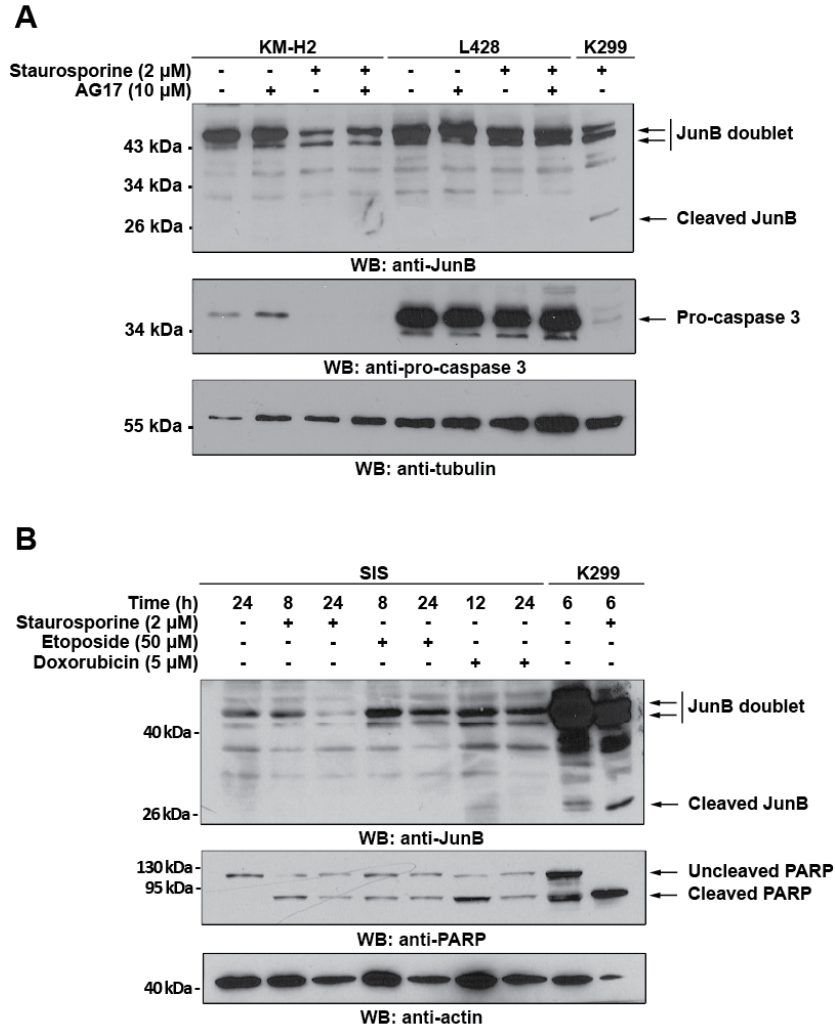 A
KM-H2 L428 K299
Staurosporine (2 µM) - - + + - - + + +
AG17 (10 µM) - + - + - + - + -
43 kDa
34 kDa
26 kDa
JunB doublet
Cleaved JunB
WB: anti-JunB
34 kDa
Pro-caspase 3
WB: anti-pro-caspase 3
55 kDa
WB: anti-tubulin
B
SIS K299
Time (h) 24 8 24 8 24 12 24 6 6
Staurosporine (2 µM) - + + - - - - - +
Etoposide (50 µM) - - - + + - - - -
Doxorubicin (5 µM) - - - - - + + - -
40 kDa
26 kDa
JunB doublet
Cleaved JunB
WB: anti-JunB
130 kDa
95 kDa
Uncleaved PARP
Cleaved PARP
WB: anti-PARP
40 kDa
WB: anti-actin